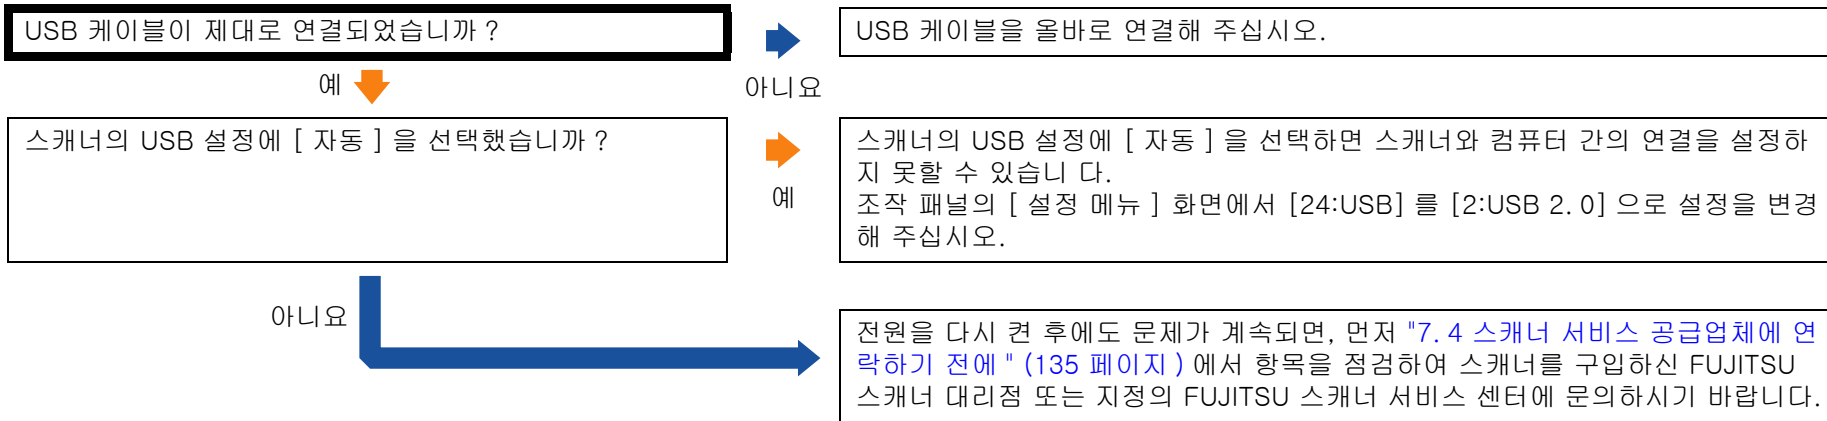 USB 케이블이 제대로 연결되었습니까 ?
USB 케이블을 올바로 연결해 주십시오.
예
아니요
스캐너의 USB 설정에 [ 자동 ] 을 선택했습니까 ?
스캐너의 USB 설정에 [ 자동 ] 을 선택하면 스캐너와 컴퓨터 간의 연결을 설정하
지 못할 수 있습니 다.
조작 패널의 [ 설정 메뉴 ] 화면에서 [24:USB] 를 [2:USB 2. 0] 으로 설정을 변경
해 주십시오.
예
아니요
전원을 다시 켠 후에도 문제가 계속되면, 먼저 "7. 4 스캐너 서비스 공급업체에 연
락하기 전에 " (135 페이지 ) 에서 항목을 점검하여 스캐너를 구입하신 FUJITSU
스캐너 대리점 또는 지정의 FUJITSU 스캐너 서비스 센터에 문의하시기 바랍니다.